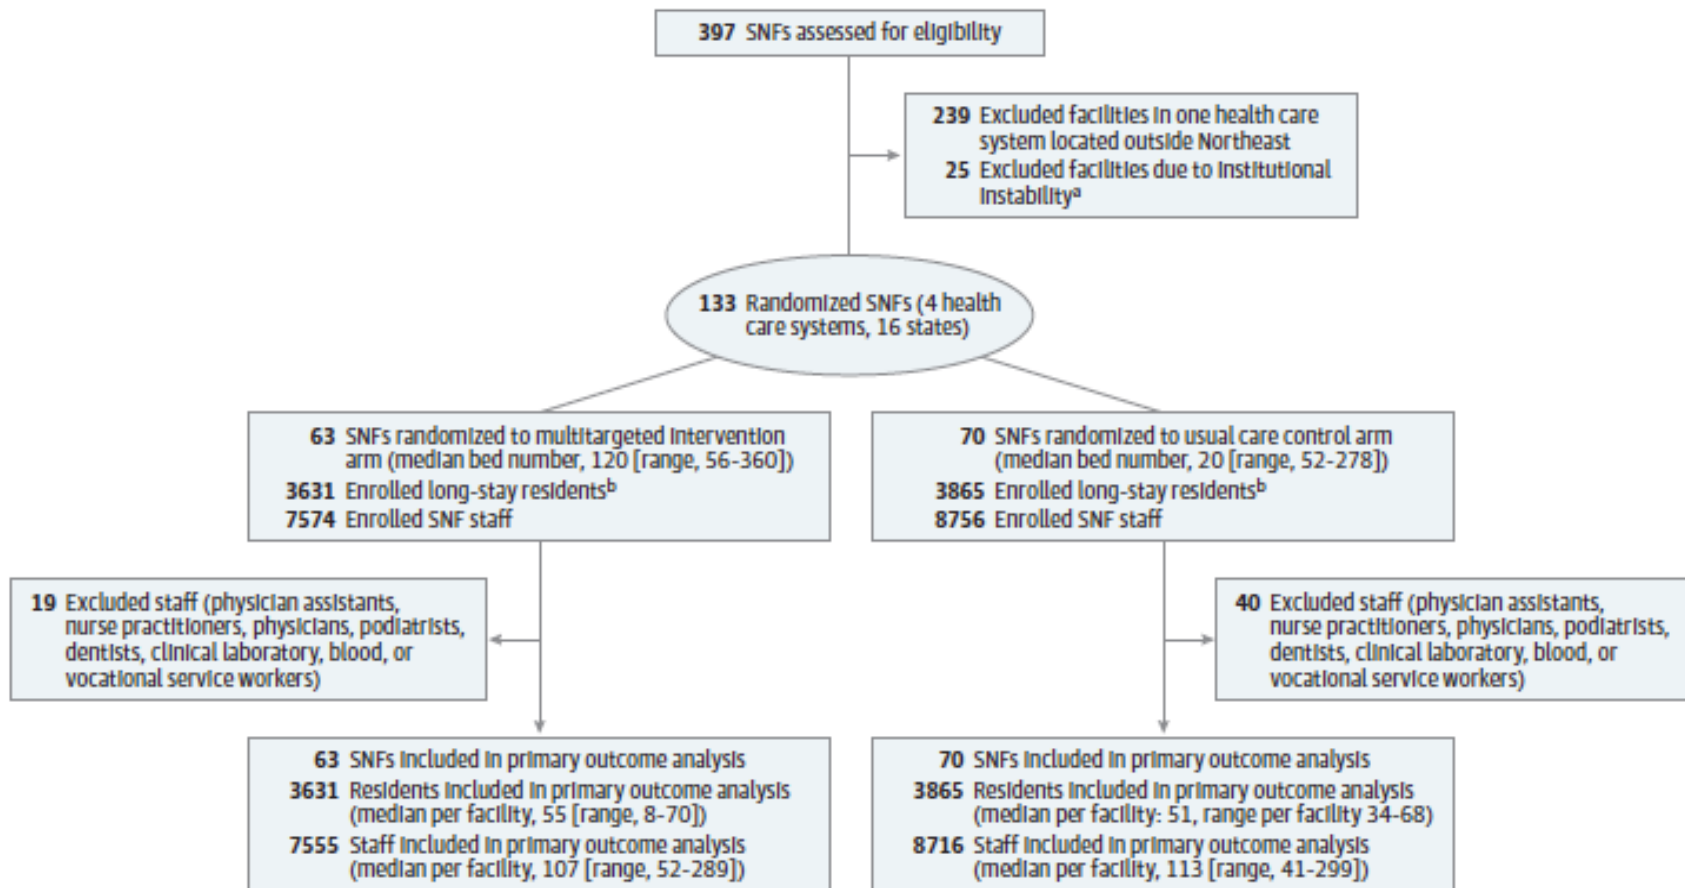 397 SNFs assessed for eligibility
239 Excluded facilities in one health care
system located outside Northeast
25 Excluded facilities due to institutional
instabilityᵃ
133 Randomized SNFs (4 health
care systems, 16 states)
63 SNFs randomized to multitargeted intervention
arm (median bed number, 120 [range, 56-360])
3631 Enrolled long-stay residentsᵇ
7574 Enrolled SNF staff
70 SNFs randomized to usual care control arm
(median bed number, 20 [range, 52-278])
3865 Enrolled long-stay residentsᵇ
8756 Enrolled SNF staff
19 Excluded staff (physician assistants,
nurse practitioners, physicians, podiatrists,
dentists, clinical laboratory, blood, or
vocational service workers)
40 Excluded staff (physician assistants,
nurse practitioners, physicians, podiatrists,
dentists, clinical laboratory, blood, or
vocational service workers)
63 SNFs included in primary outcome analysis
3631 Residents included in primary outcome analysis
(median per facility, 55 [range, 8-70])
7555 Staff included in primary outcome analysis
(median per facility, 107 [range, 52-289])
70 SNFs included in primary outcome analysis
3865 Residents included in primary outcome analysis
(median per facility: 51, range per facility 34-68)
8716 Staff included in primary outcome analysis
(median per facility, 113 [range, 41-299])